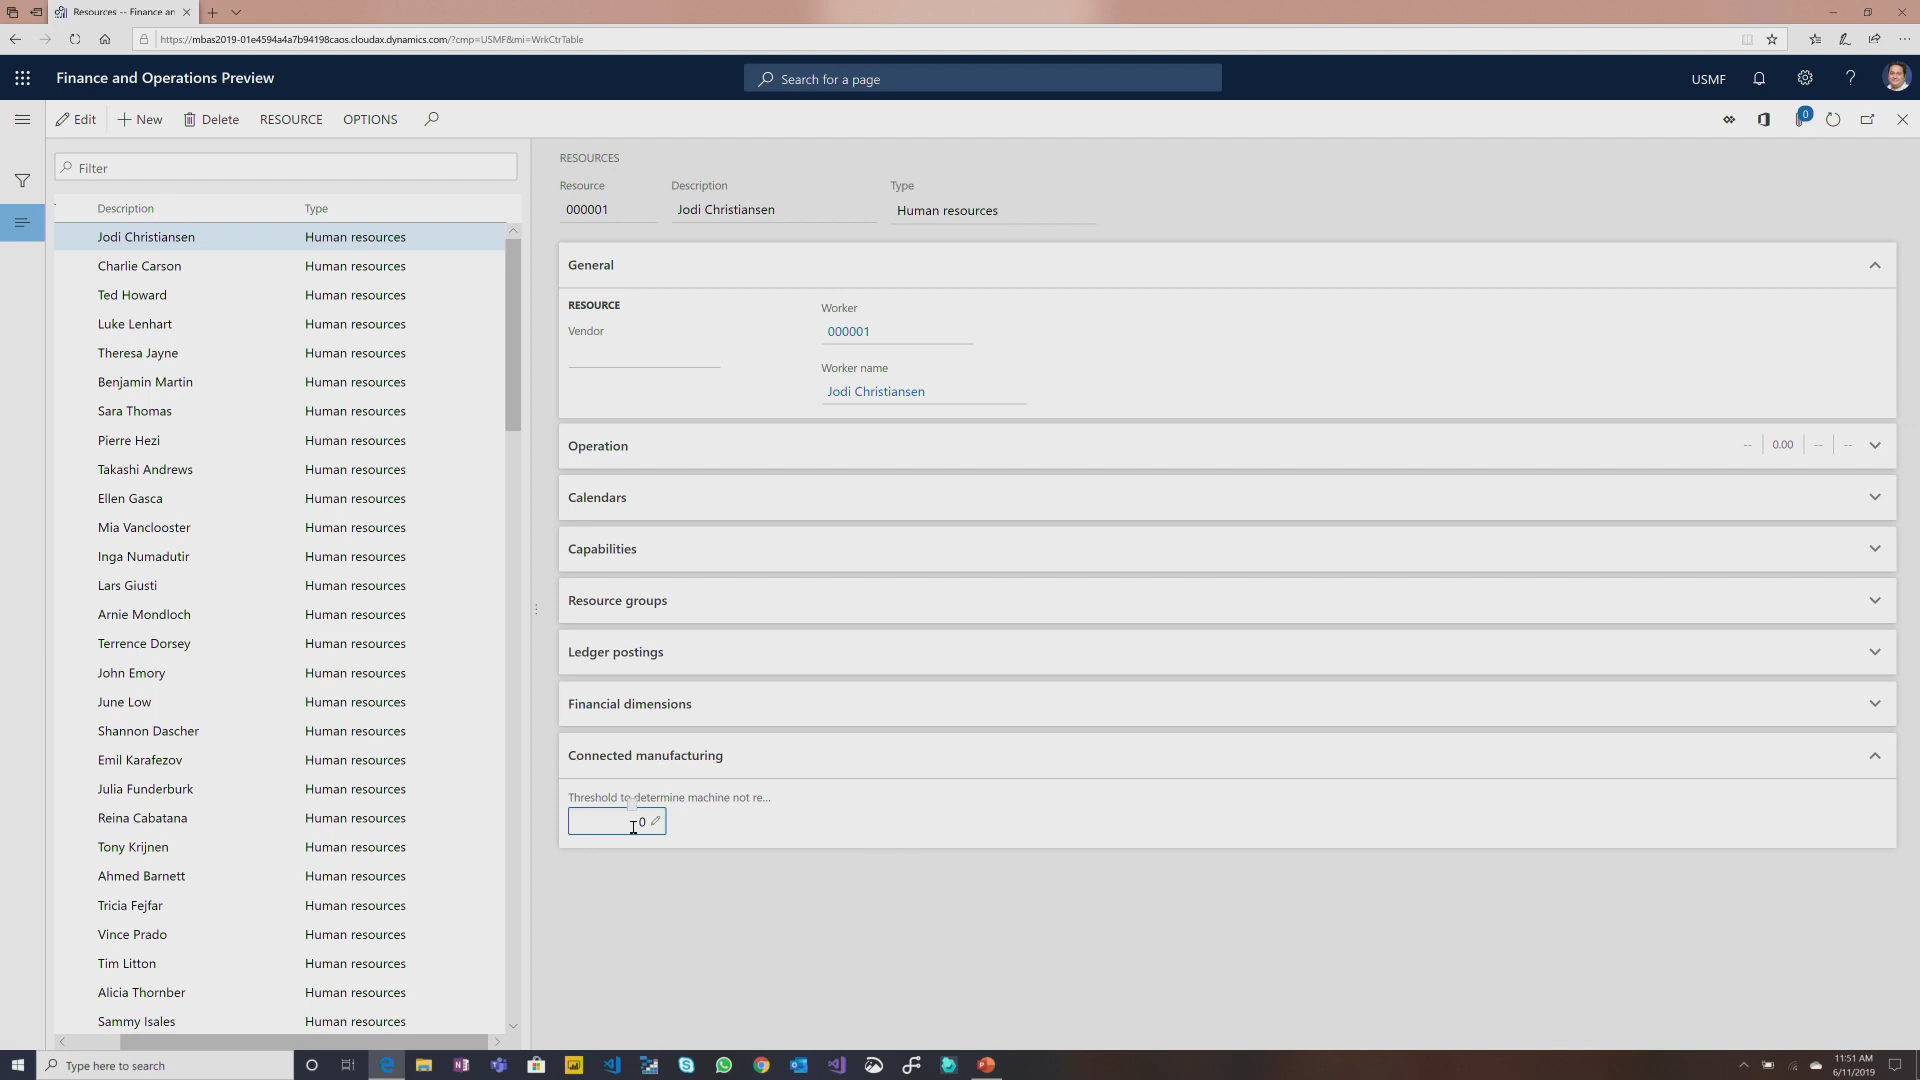 Resources -- Finance an
https://mbas2019-01e4594a4a7b94198caos.cloudax.dynamics.com/?cmp=USMF&mi=WrkCtrTable
Finance and Operations Preview
Search for a page
USMF
?
Edit
New
Delete
RESOURCE
OPTIONS
0
Filter
Description Type
Jodi Christiansen Human resources
Charlie Carson Human resources
Ted Howard Human resources
Luke Lenhart Human resources
Theresa Jayne Human resources
Benjamin Martin Human resources
Sara Thomas Human resources
Pierre Hezi Human resources
Takashi Andrews Human resources
Ellen Gasca Human resources
Mia Vanclooster Human resources
Inga Numadutir Human resources
Lars Giusti Human resources
Arnie Mondloch Human resources
Terrence Dorsey Human resources
John Emory Human resources
June Low Human resources
Shannon Dascher Human resources
Emil Karafezov Human resources
Julia Funderburk Human resources
Reina Cabatana Human resources
Tony Krijnen Human resources
Ahmed Barnett Human resources
Tricia Fejfar Human resources
Vince Prado Human resources
Tim Litton Human resources
Alicia Thornber Human resources
Sammy Isales Human resources
RESOURCES
Resource Description Type
000001 Jodi Christiansen Human resources
General
RESOURCE
Vendor
Worker
000001
Worker name
Jodi Christiansen
Operation -- 0.00 -- --
Calendars
Capabilities
Resource groups
Ledger postings
Financial dimensions
Connected manufacturing
Threshold to determine machine not re...
0
Type here to search
11:51 AM
6/11/2019